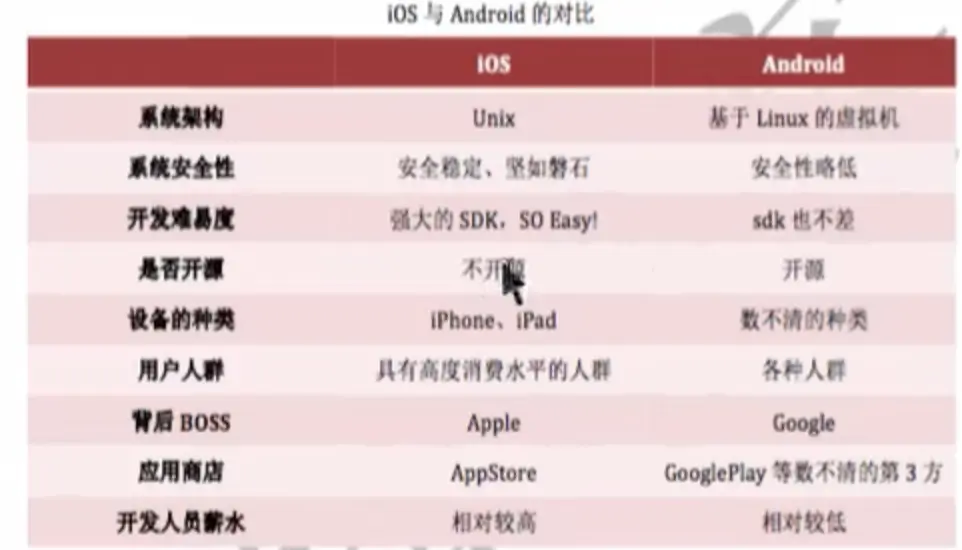 iOS 与 Android 的对比
iOS Android
系统架构 Unix 基于 Linux 的虚拟机
系统安全性 安全稳定、坚如磐石 安全性略低
开发难易度 强大的 SDK，SO Easy! sdk 也不差
是否开源 不开源 开源
设备的种类 iPhone、iPad 数不清的种类
用户人群 具有高度消费水平的人群 各种人群
背后 BOSS Apple Google
应用商店 AppStore GooglePlay 等数不清的第 3 方
开发人员薪水 相对较高 相对较低